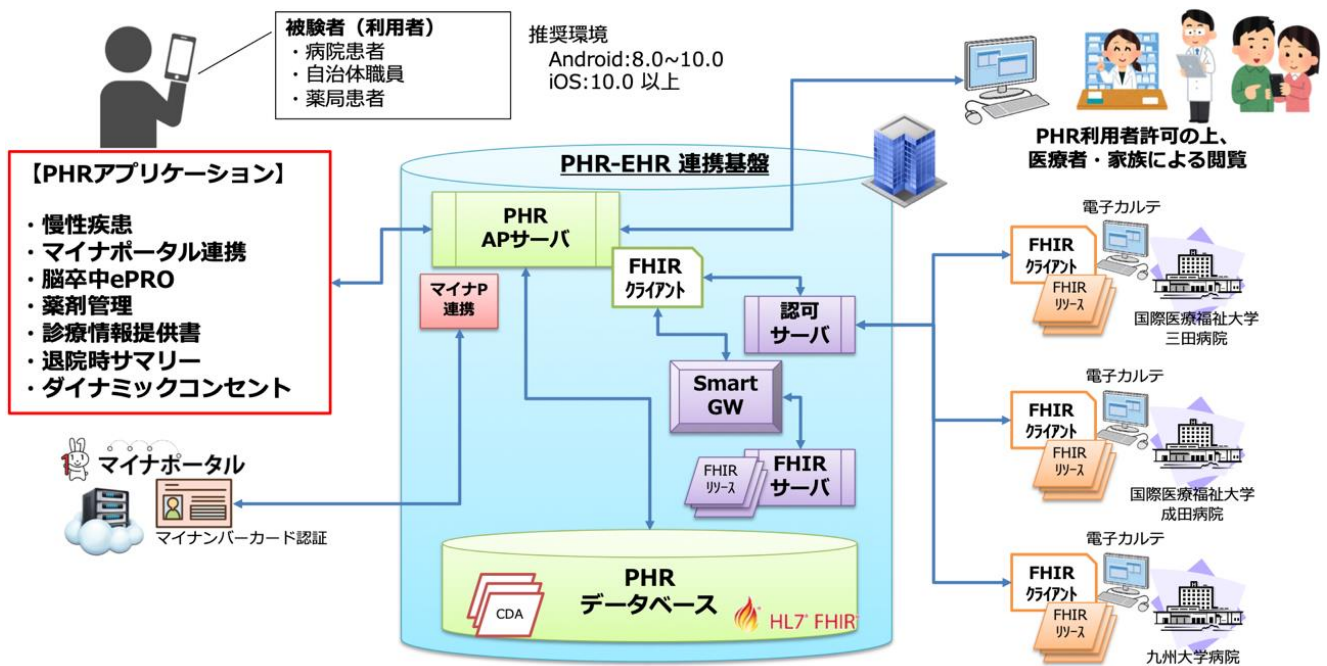 被験者（利用者）
・病院患者
・自治体職員
・薬局患者
推奨環境
Android:8.0~10.0
iOS:10.0 以上
PHR利用者許可の上、
医療者・家族による閲覧
【PHRアプリケーション】
・慢性疾患
・マイナポータル連携
・脳卒中ePRO
・薬剤管理
・診療情報提供書
・退院時サマリー
・ダイナミックコンセント
PHR-EHR 連携基盤
PHR
APサーバ
FHIR
クライアント
マイナP
連携
認可
サーバ
Smart
GW
FHIR
リソース
FHIR
サーバ
PHR
データベース
CDA
HL7 FHIR
マイナポータル
マイナンバーカード認証
電子カルテ
FHIR
クライアント
FHIR
リソース
国際医療福祉大学
三田病院
電子カルテ
FHIR
クライアント
FHIR
リソース
国際医療福祉大学
成田病院
電子カルテ
FHIR
クライアント
FHIR
リソース
九州大学病院